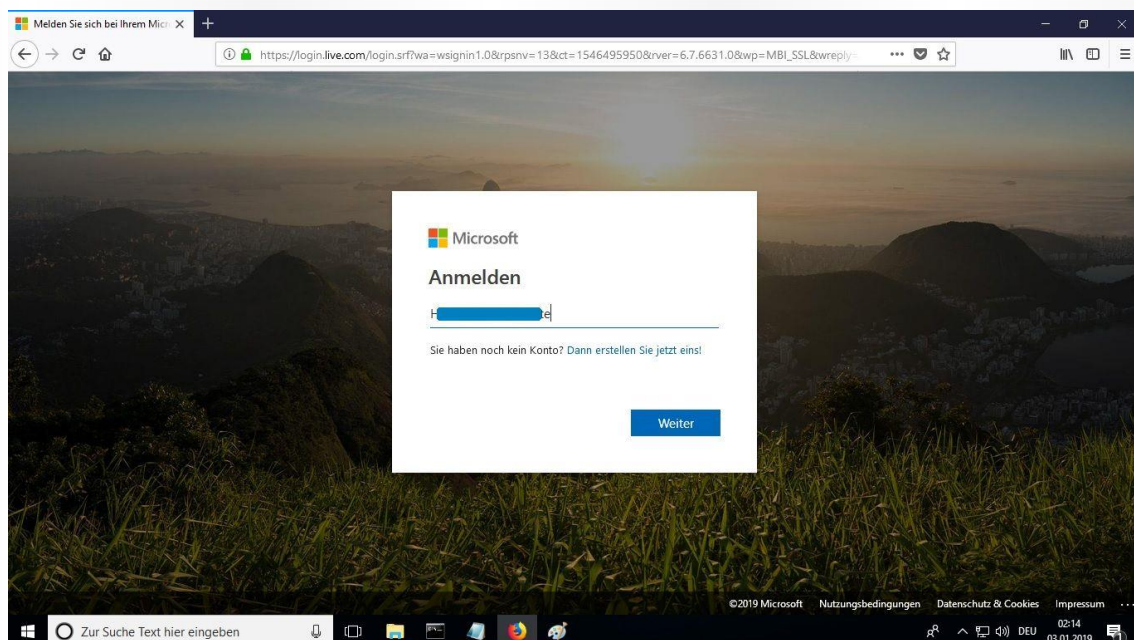 Melden Sie sich bei Ihrem Micr
https://login.live.com/login.srf?wa=wsignin1.0&rpsnv=13&ct=1546495950&rver=6.7.6631.0&wp=MBI_SSL&wreply=
Microsoft
Anmelden
H te
Sie haben noch kein Konto? Dann erstellen Sie jetzt eins!
Weiter
©2019 Microsoft Nutzungsbedingungen Datenschutz & Cookies Impressum ...
Zur Suche Text hier eingeben
DEU
02:14
03.01.2019